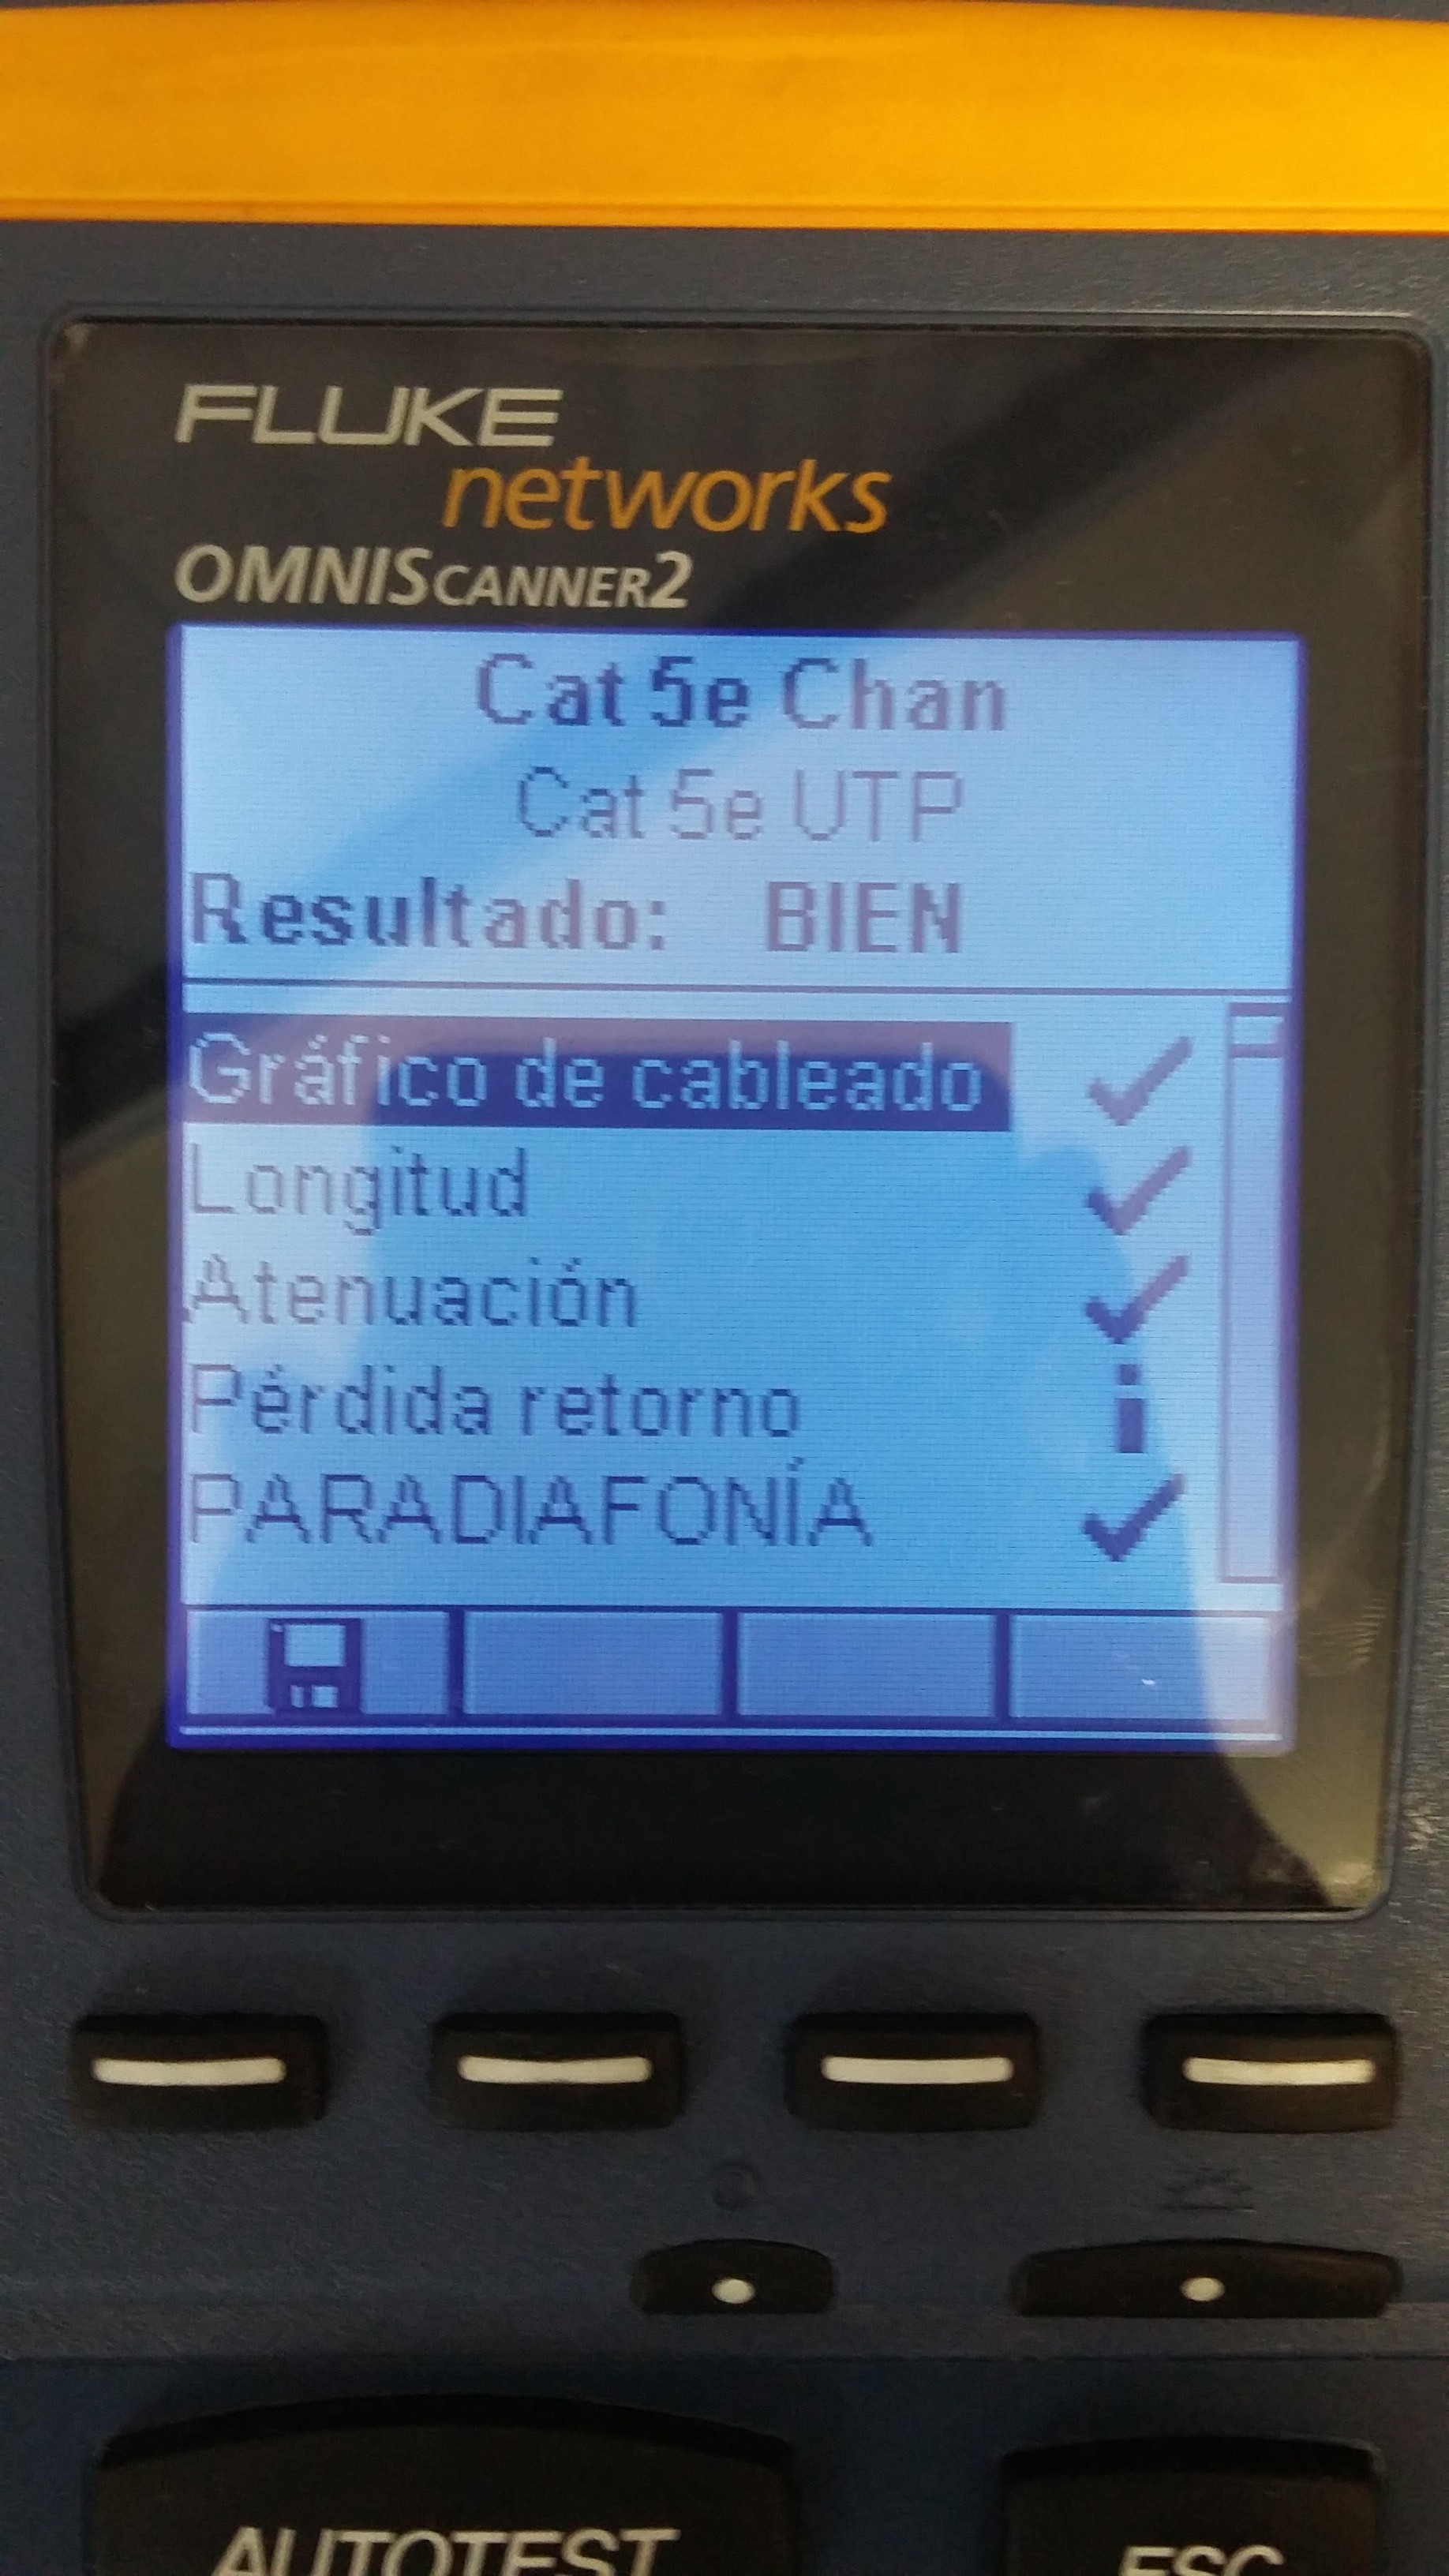 FLUKE
networks
OMNISCANNER2
Cat 5e Chan
Cat 5e UTP
Resultado: BIEN
Gráfico de cableado
Longitud
Atenuación
Pérdida retorno i
PARADIAFONÍA
AUTOTEST
ESC